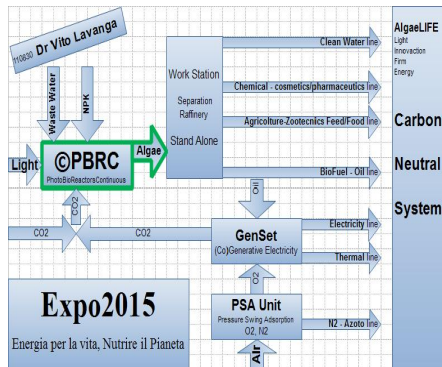 110630 Dr Vito Lavanga
Waste Water
NPK
Light
©PBRC
PhotoBioReactorsContinuous
Algae
CO2
CO2
CO2
Work Station
Separation
Raffinery
Stand Alone
Clean Water line
Chemical - cosmetics/pharmaceutics line
Agricolture-Zootecnics Feed/Food line
BioFuel - Oil line
Oil
GenSet
(Co)Generative Electricity
Electricity line
Thermal line
O2
PSA Unit
Pressure Swing Adsorption
O2, N2
N2 - Azoto line
Air
Expo2015
Energia per la vita, Nutrire il Pianeta
AlgaeLIFE
Light
Innovaction
Firm
Energy
Carbon
Neutral
System